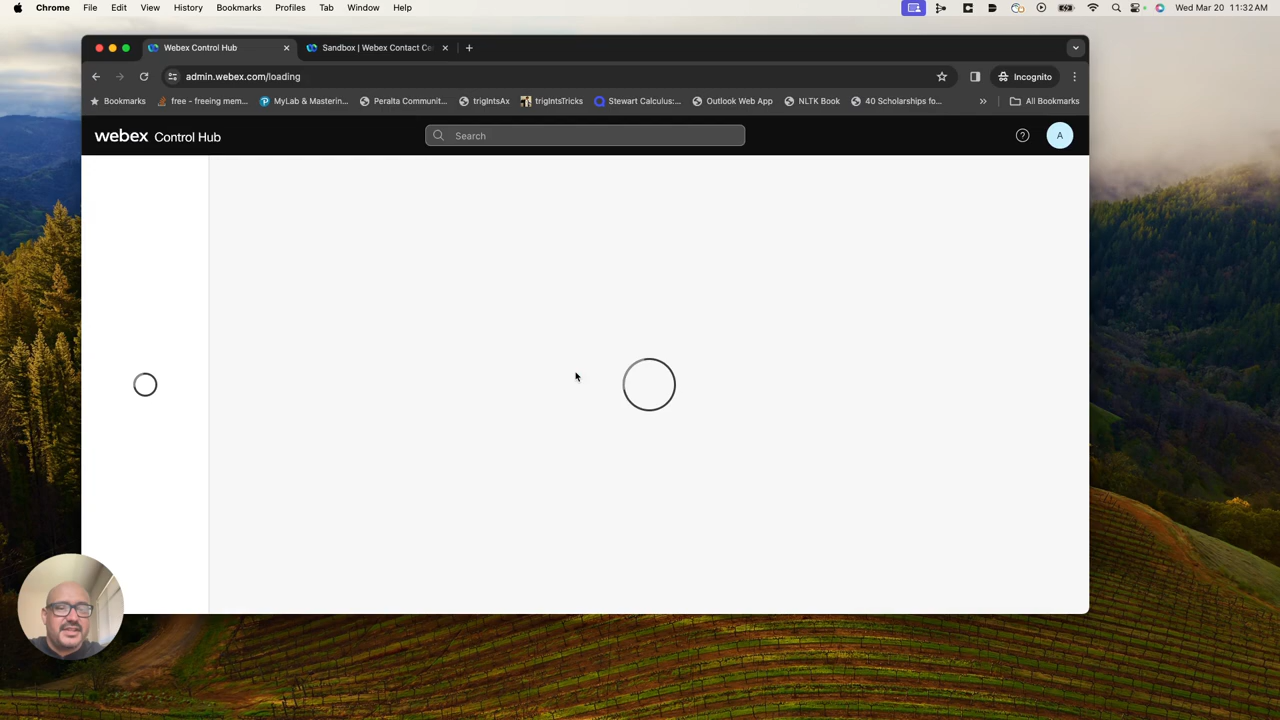 Chrome File Edit View History Bookmarks Profiles Tab Window Help Wed Mar 20 11:32 AM
Webex Control Hub Sandbox | Webex Contact Ce
admin.webex.com/loading Incognito
Bookmarks free - freeing mem... MyLab & Masterin... Peralta Communit... trigIntsAx trigIntsTricks Stewart Calculus:... Outlook Web App NLTK Book 40 Scholarships fo... » All Bookmarks
webex Control Hub Search A